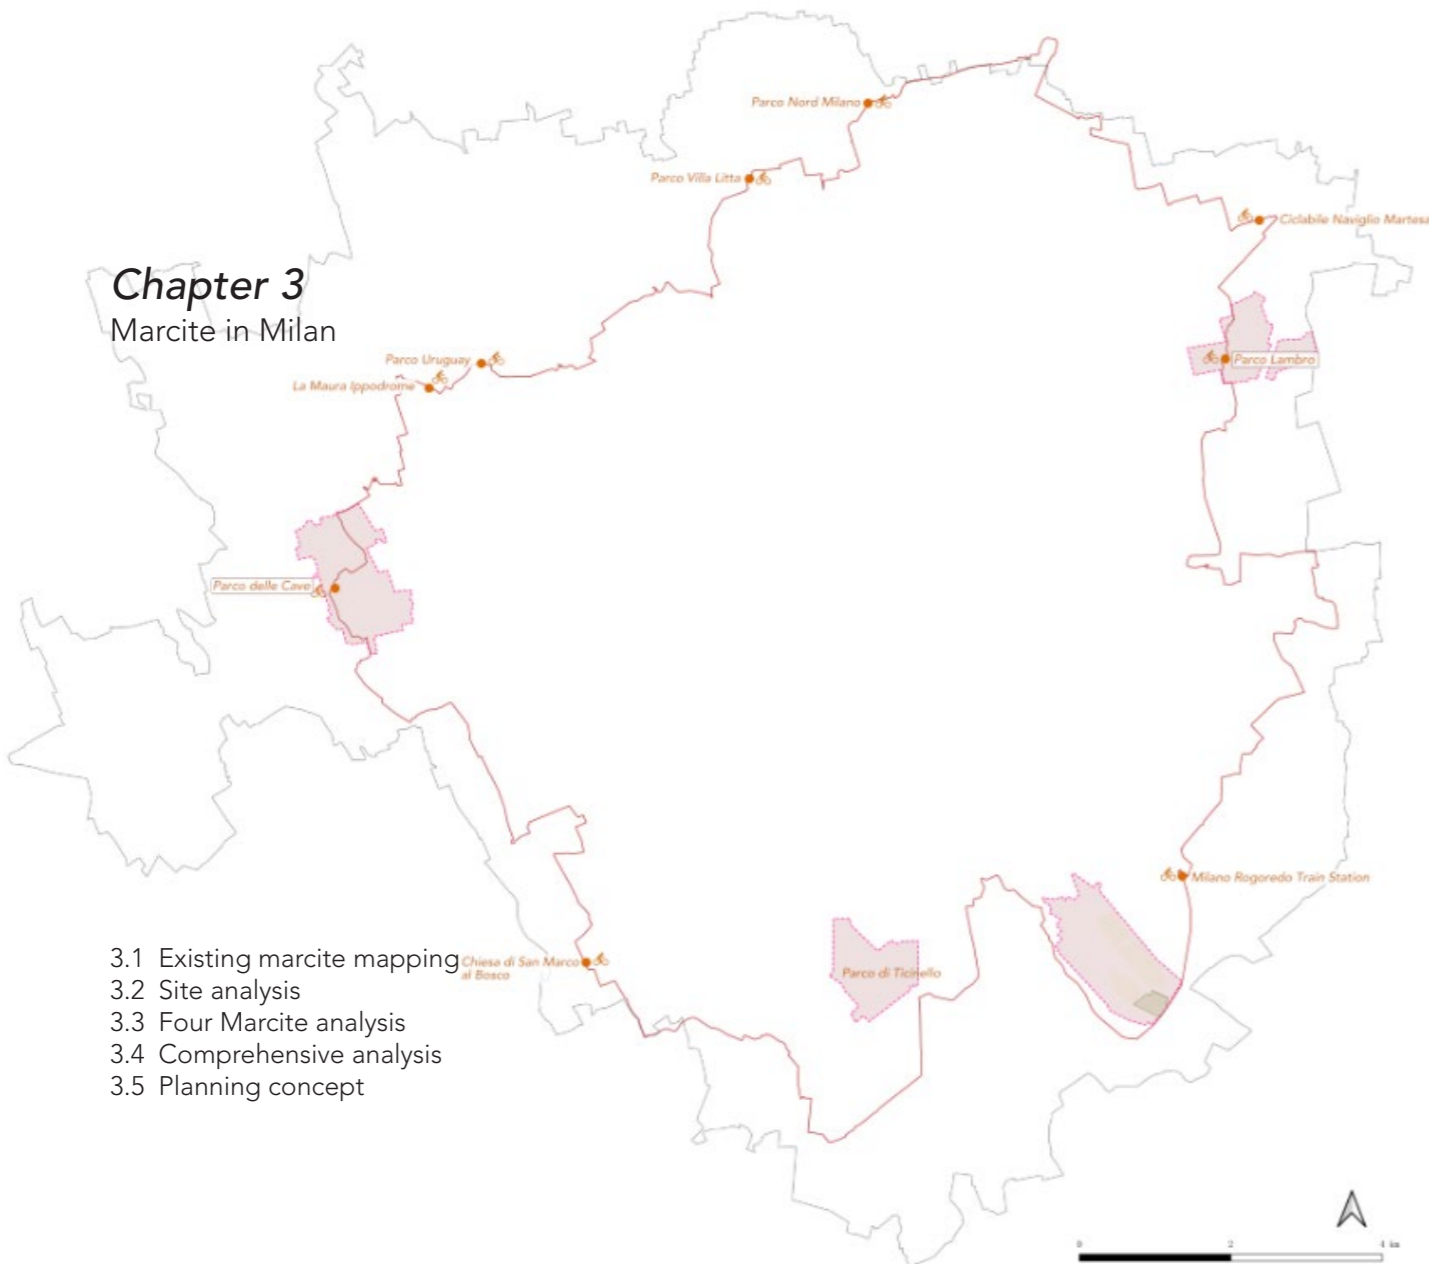 Parco Nord Milano
Parco Villa Litta
Ciclabile Naviglio Martesa
Chapter 3
Marcite in Milan
Parco Uruguay
La Maura Ippodrome
Parco Lambro
Parco delle Cave
Milano Rogoredo Train Station
3.1 Existing marcite mapping
3.2 Site analysis
3.3 Four Marcite analysis
3.4 Comprehensive analysis
3.5 Planning concept
Chiesa di San Marco
al Bosco
Parco di Ticinello
0 2 4 km